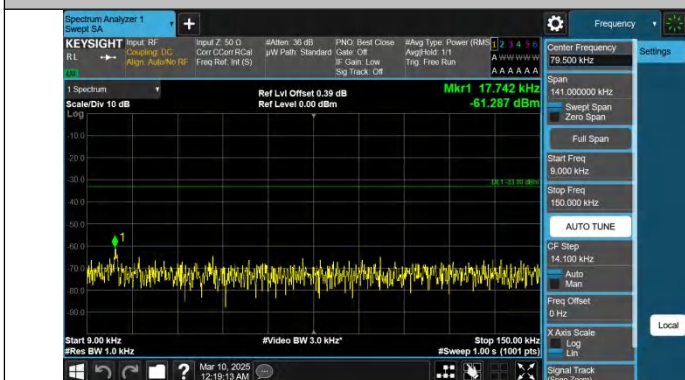 Spectrum Analyzer 1
Swept SA
Frequency
KEYSIGHT
RL
Input: RF
Coupling: DC
Align: Auto/No RF
Input Z: 50 Ω
Corr CCorr RCal
Freq Ref: Int (S)
#Atten: 36 dB
µW Path: Standard
PNO: Best Close
Gate: Off
IF Gain: Low
Sig Track: Off
#Avg Type: Power (RMS
Avg|Hold: 1/1
Trig: Free Run
1 2 3 4 5 6
A W W W W W
A A A A A A
1 Spectrum
Scale/Div 10 dB
Log
Ref Lvl Offset 0.39 dB
Ref Level 0.00 dBm
Mkr1 17.742 kHz
-61.287 dBm
-10.0
-20.0
-30.0
-40.0
-50.0
-60.0
-70.0
-80.0
-90.0
1
Start 9.00 kHz
#Res BW 1.0 kHz
#Video BW 3.0 kHz*
Stop 150.00 kHz
#Sweep 1.00 s (1001 pts)
Mar 10, 2025
12:19:13 AM
Center Frequency
79.500 kHz
Settings
Span
141.000000 kHz
Swept Span
Zero Span
Full Span
Start Freq
9.000 kHz
Stop Freq
150.000 kHz
AUTO TUNE
CF Step
14.100 kHz
Auto
Man
Freq Offset
0 Hz
X Axis Scale
Log
Lin
Local
Signal Track
(Span Zoom)